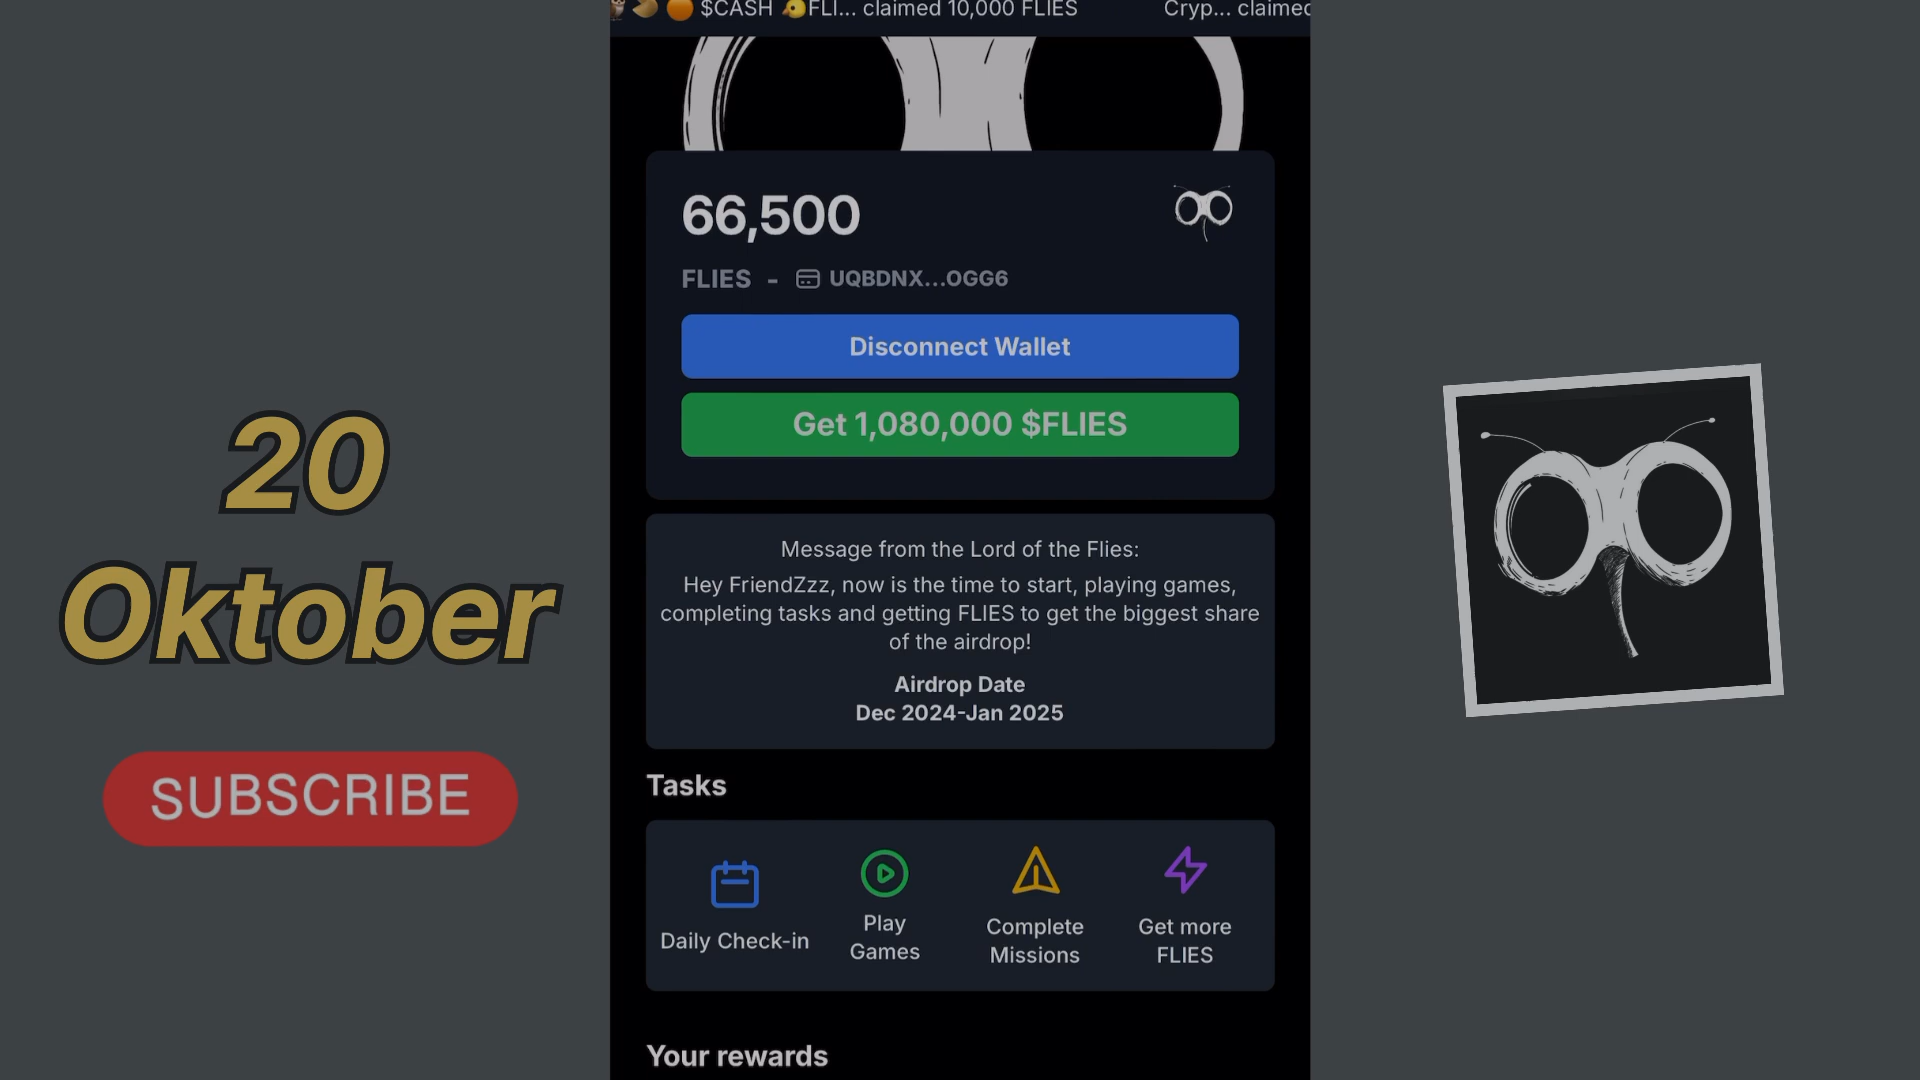 $CASH FLI... claimed 10,000 FLIES
Cryp... claimed
66,500
FLIES - UQBDNX...OGG6
Disconnect Wallet
Get 1,080,000 $FLIES
Message from the Lord of the Flies:
Hey FriendZzz, now is the time to start, playing games,
completing tasks and getting FLIES to get the biggest share
of the airdrop!
Airdrop Date
Dec 2024-Jan 2025
Tasks
Daily Check-in
Play
Games
Complete
Missions
Get more
FLIES
Your rewards
20
Oktober
SUBSCRIBE